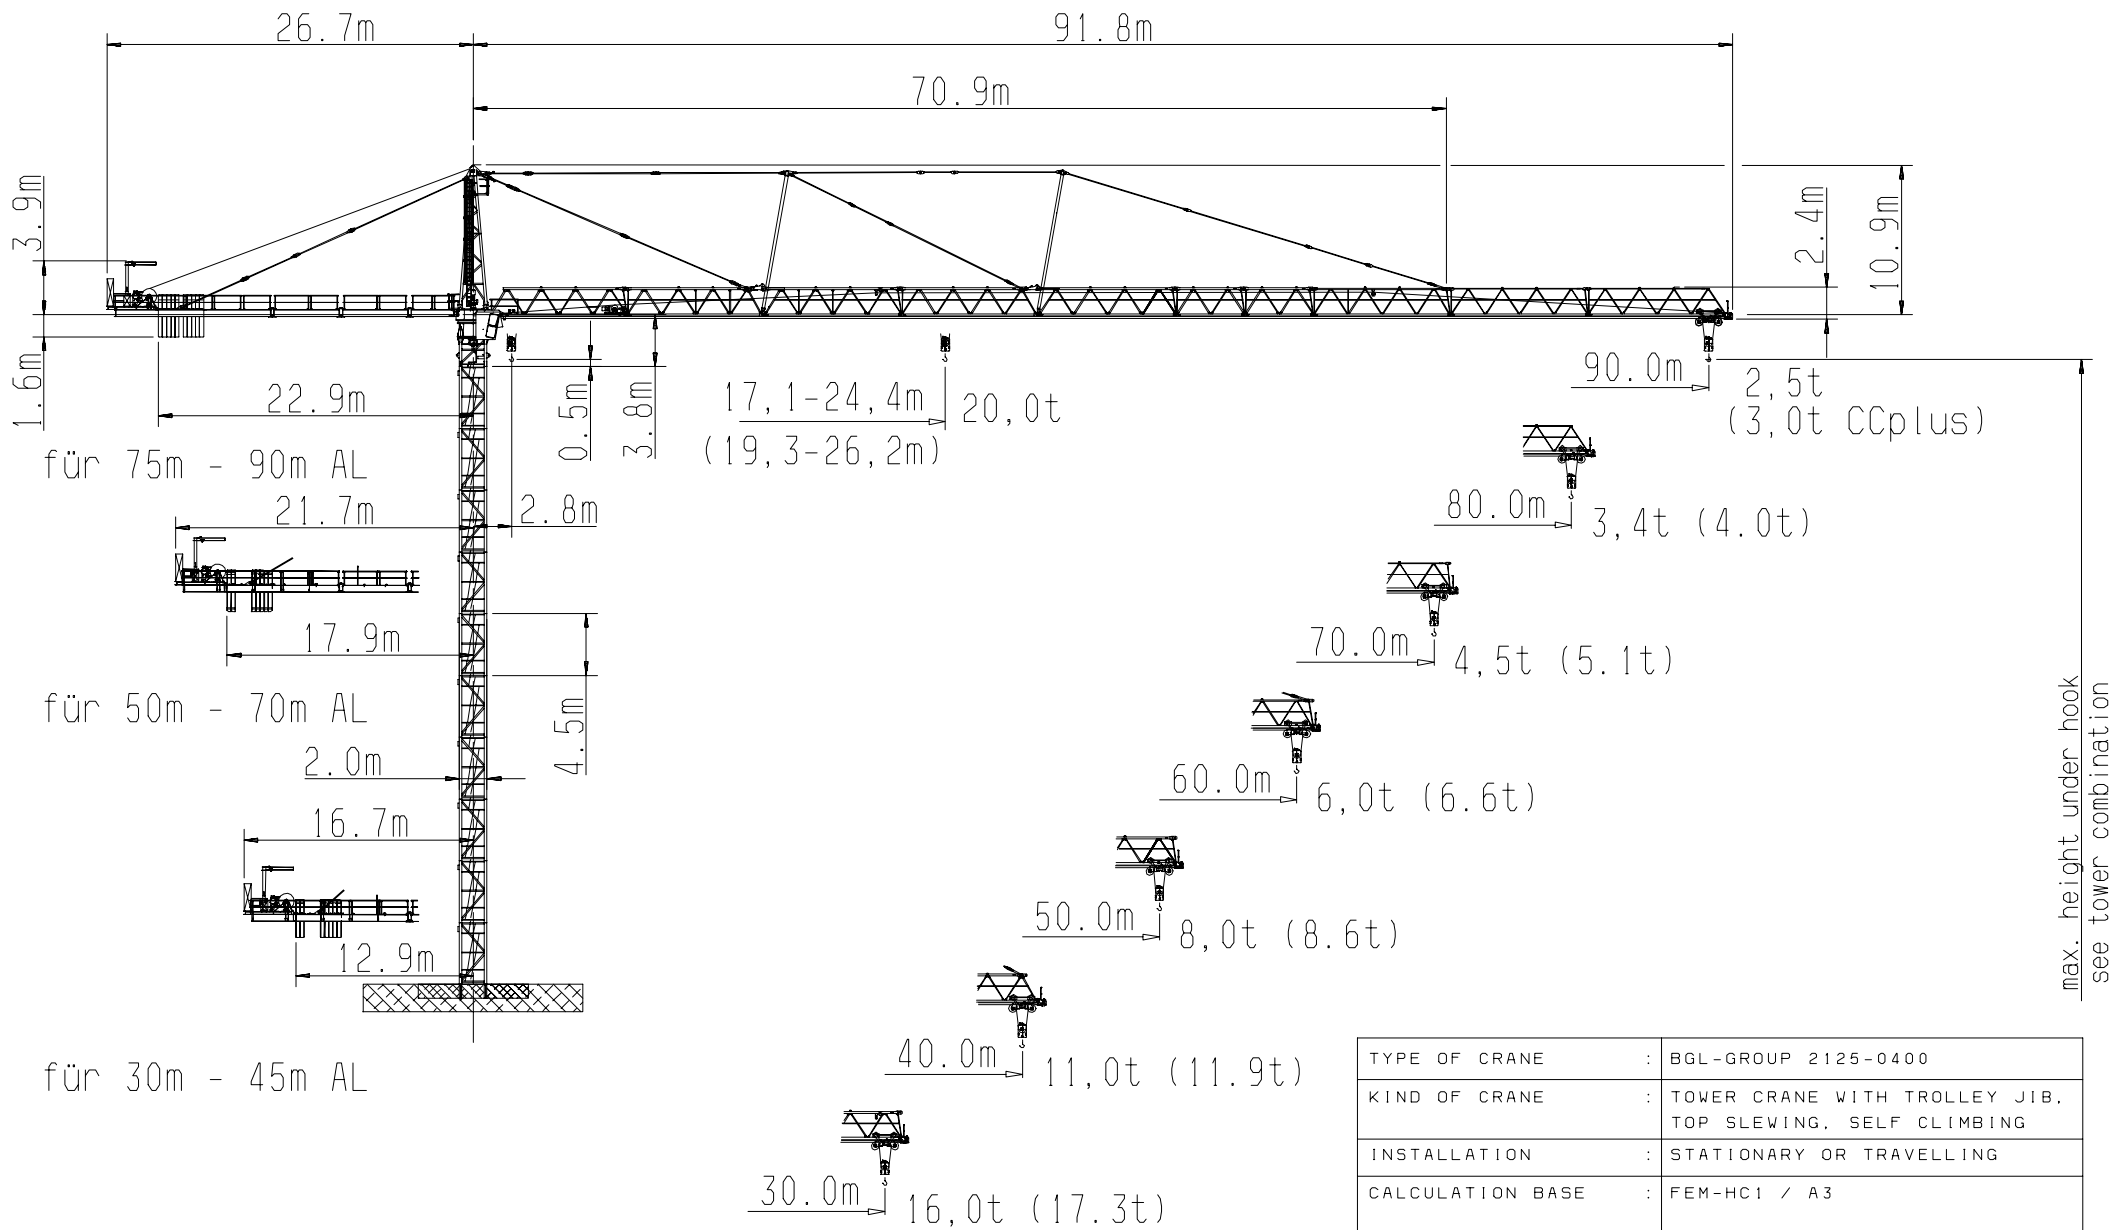 26.7m
91.8m
70.9m
3.9m
2.4m
10.9m
1.6m
22.9m
0.5m
3.8m
17,1-24,4m
20,0t
(19,3-26,2m)
90.0m
2,5t
(3,0t CCplus)
für 75m - 90m AL
21.7m
2.8m
80.0m
3,4t (4.0t)
17.9m
70.0m
4,5t (5.1t)
für 50m - 70m AL
4.5m
2.0m
60.0m
6,0t (6.6t)
max. height under hook
see tower combination
16.7m
50.0m
8,0t (8.6t)
12.9m
40.0m
11,0t (11.9t)
für 30m - 45m AL
30.0m
16,0t (17.3t)
TYPE OF CRANE : BGL-GROUP 2125-0400
KIND OF CRANE : TOWER CRANE WITH TROLLEY JIB,
TOP SLEWING, SELF CLIMBING
INSTALLATION : STATIONARY OR TRAVELLING
CALCULATION BASE : FEM-HC1 / A3